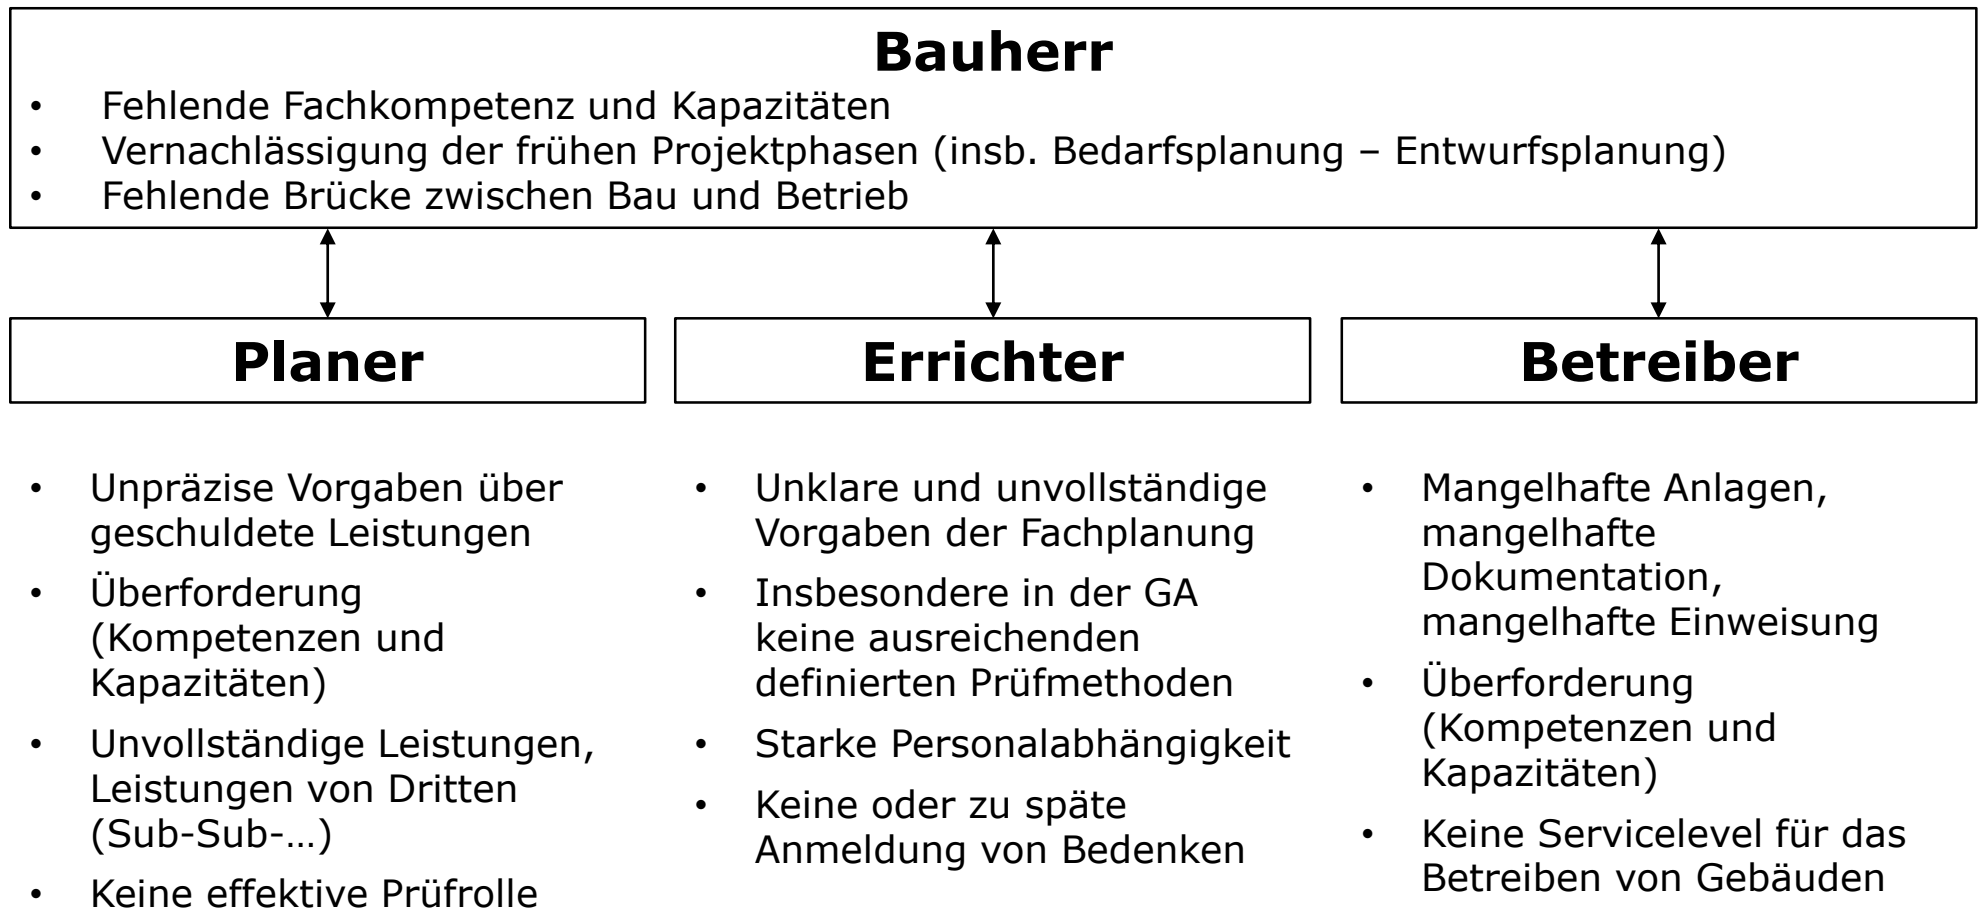 Bauherr
• Fehlende Fachkompetenz und Kapazitäten
• Vernachlässigung der frühen Projektphasen (insb. Bedarfsplanung – Entwurfsplanung)
• Fehlende Brücke zwischen Bau und Betrieb
Planer
• Unpräzise Vorgaben über
geschuldete Leistungen
• Überforderung
(Kompetenzen und
Kapazitäten)
• Unvollständige Leistungen,
Leistungen von Dritten
(Sub-Sub-…)
• Keine effektive Prüfrolle
Errichter
• Unklare und unvollständige
Vorgaben der Fachplanung
• Insbesondere in der GA
keine ausreichenden
definierten Prüfmethoden
• Starke Personalabhängigkeit
• Keine oder zu späte
Anmeldung von Bedenken
Betreiber
• Mangelhafte Anlagen,
mangelhafte
Dokumentation,
mangelhafte Einweisung
• Überforderung
(Kompetenzen und
Kapazitäten)
• Keine Servicelevel für das
Betreiben von Gebäuden